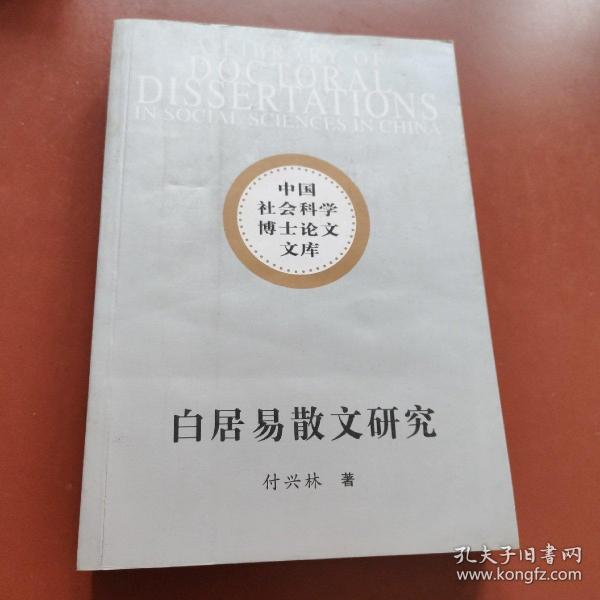 A LIBRARY OF
DOCTORAL
DISSERTATIONS
IN SOCIAL SCIENCES IN CHINA
中国
社会科学
博士论文
文库
白居易散文研究
付兴林 著
孔夫子旧书网
www.kongfz.com